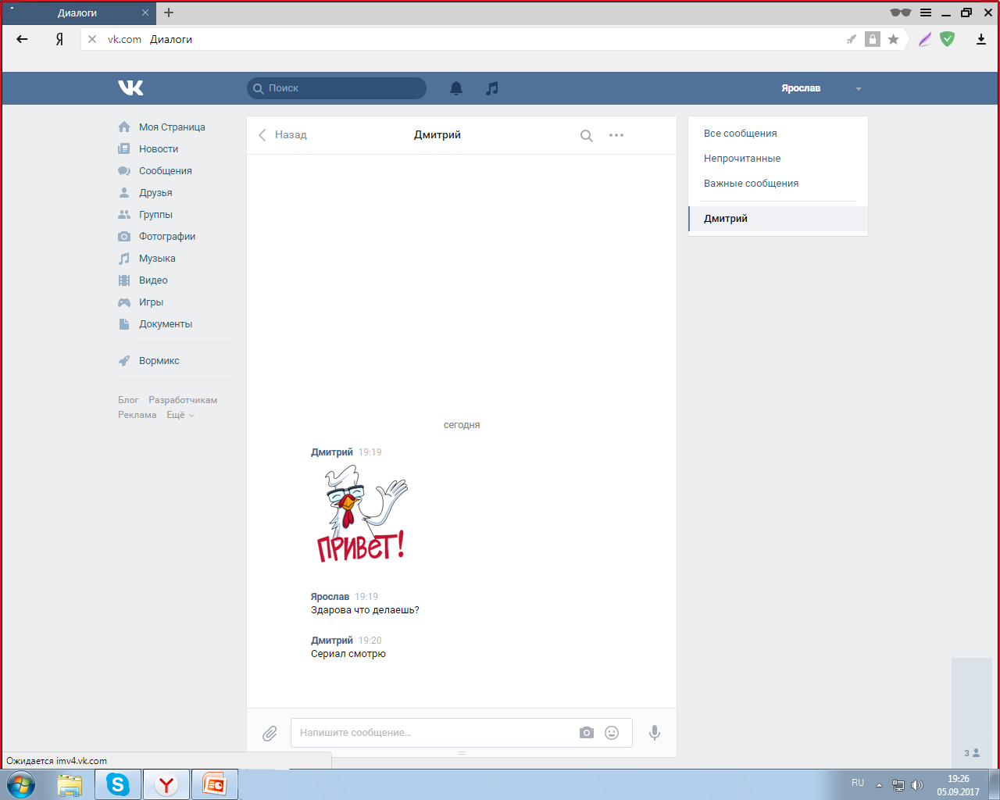 Диалоги
Я vk.com Диалоги
VK Поиск Ярослав
Моя Страница
Новости
Сообщения
Друзья
Группы
Фотографии
Музыка
Видео
Игры
Документы
Вормикс
Блог Разработчикам
Реклама Ещё
Назад Дмитрий
сегодня
Дмитрий 19:19
ПРИВЕТ!
Ярослав 19:19
Здарова что делаешь?
Дмитрий 19:20
Сериал смотрю
Напишите сообщение...
Все сообщения
Непрочитанные
Важные сообщения
Дмитрий
3
Ожидается imv4.vk.com
RU 19:26
05.09.2017